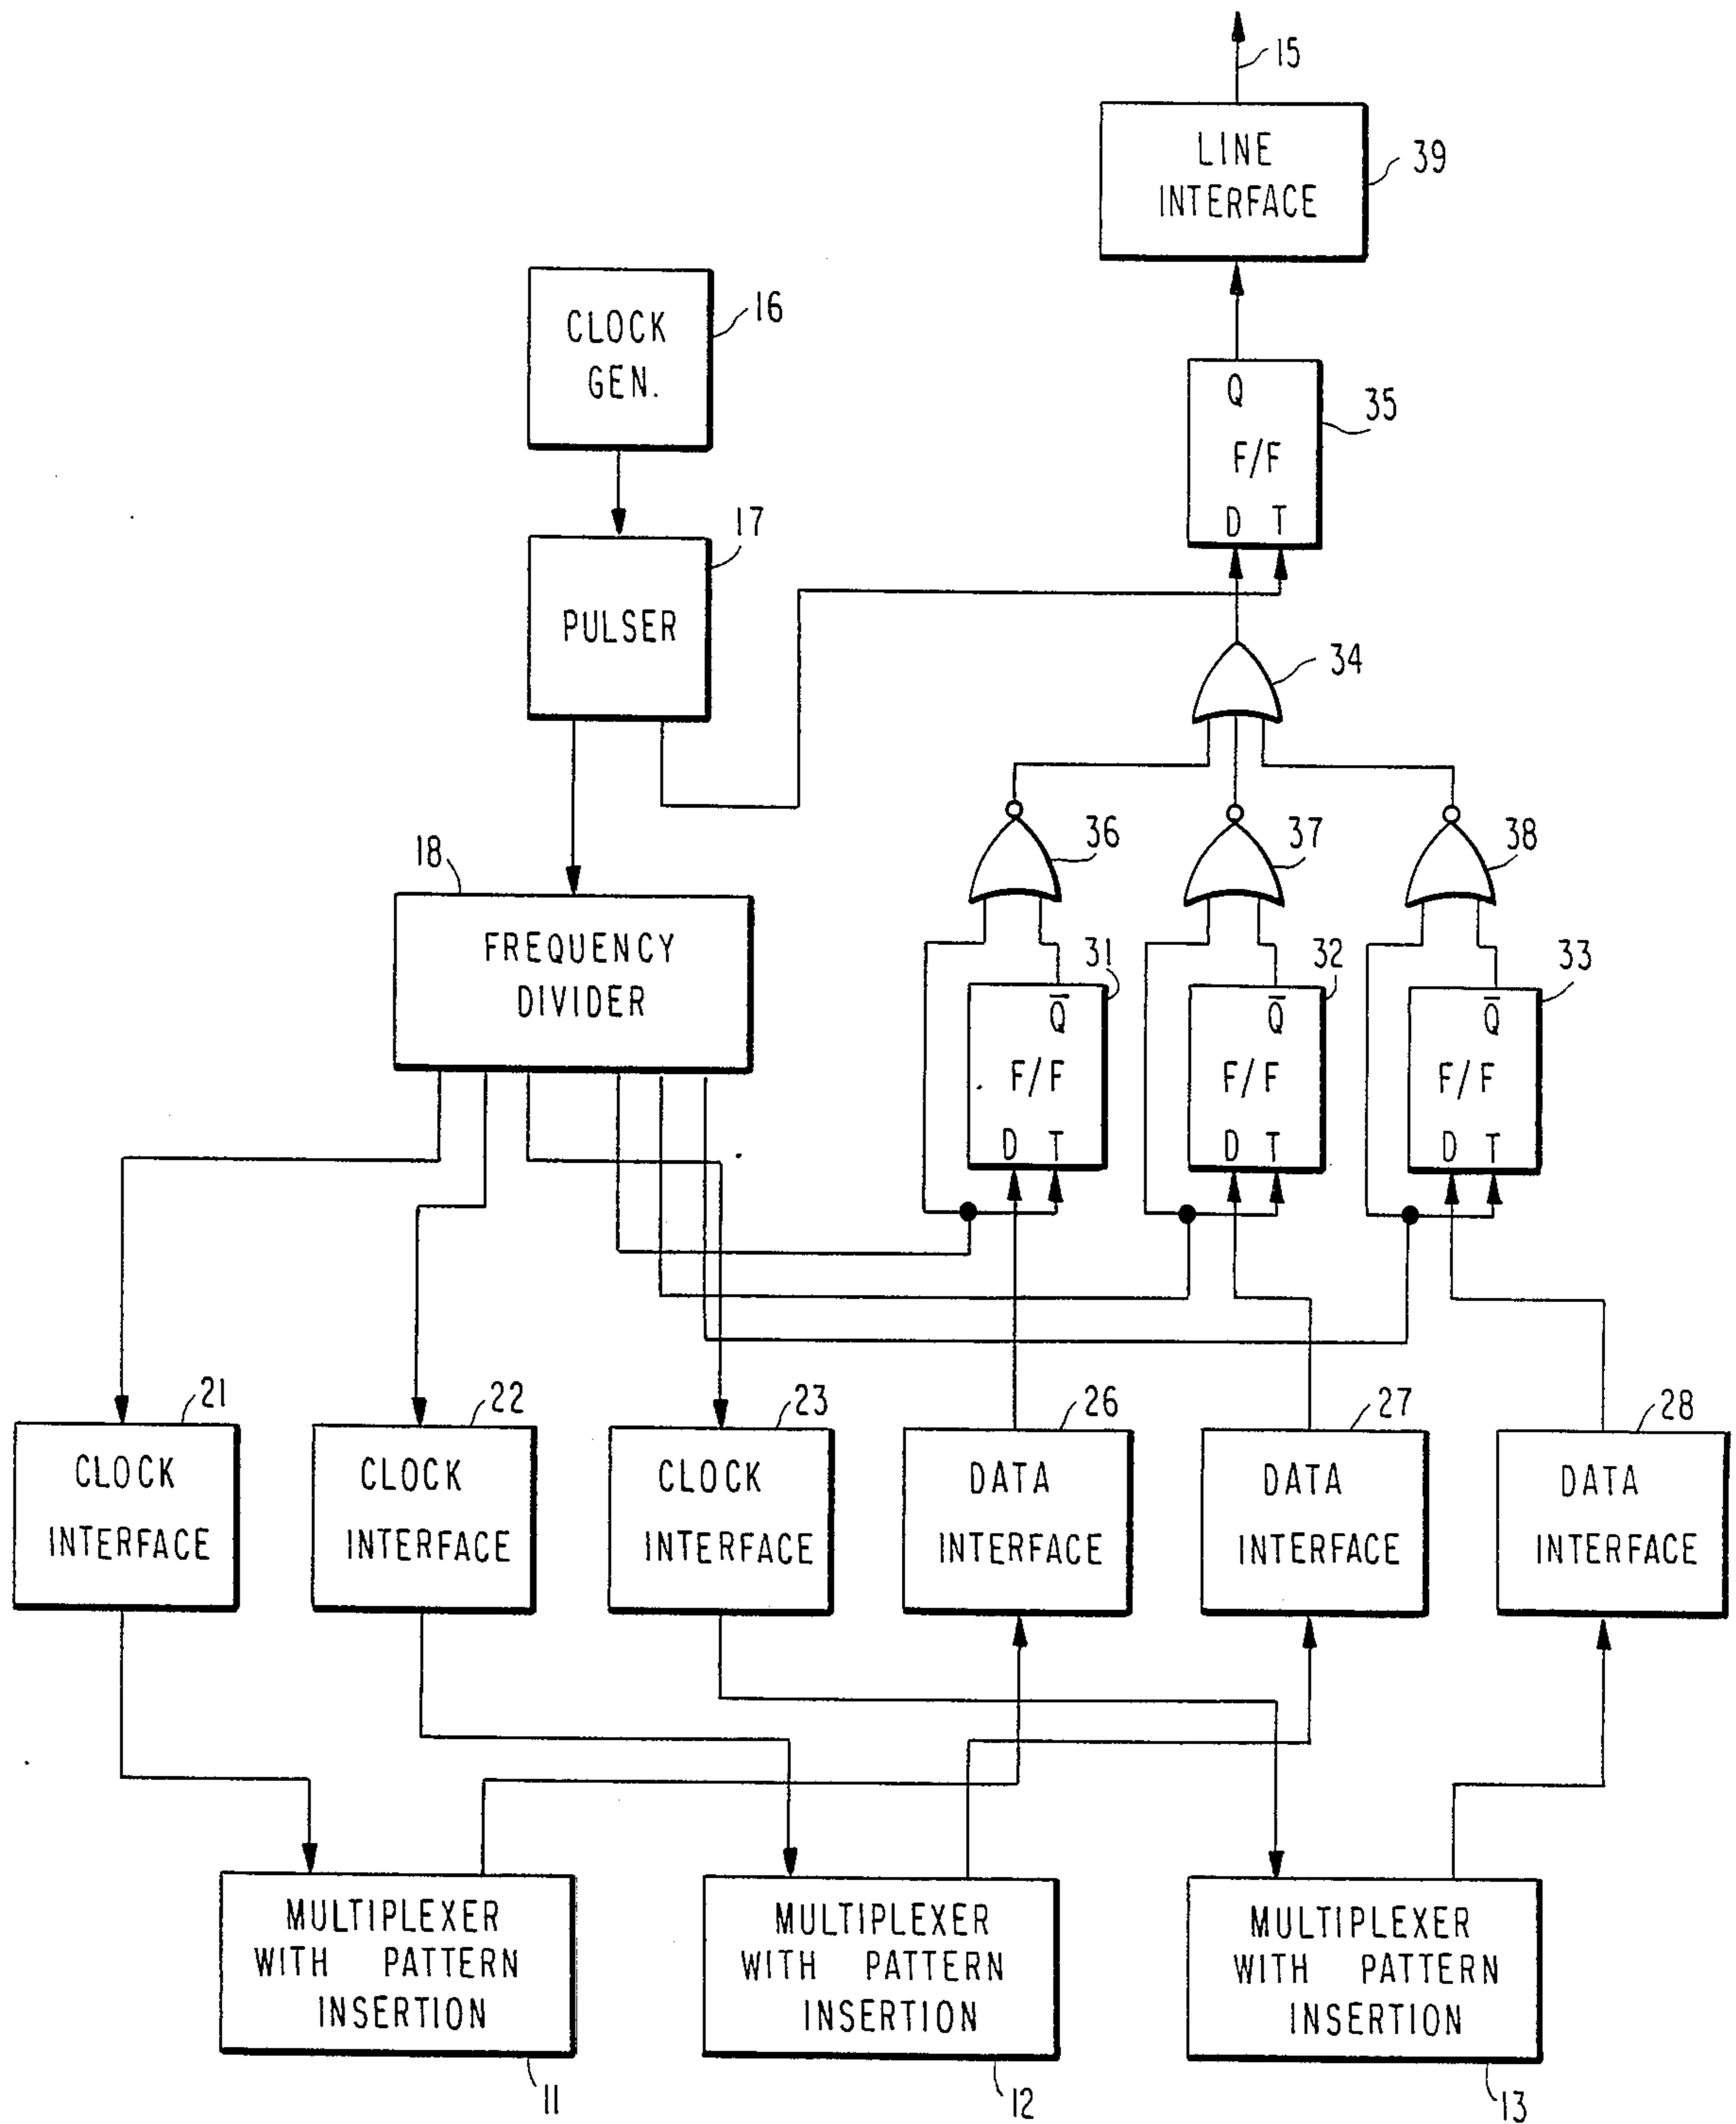 15
LINE
INTERFACE
39
CLOCK
GEN.
16
Q
F/F
D T
35
PULSER
17
34
18
FREQUENCY
DIVIDER
36
37
38
31
Q̅
F/F
D T
32
Q̅
F/F
D T
33
Q̅
F/F
D T
21
CLOCK
INTERFACE
22
CLOCK
INTERFACE
23
CLOCK
INTERFACE
26
DATA
INTERFACE
27
DATA
INTERFACE
28
DATA
INTERFACE
MULTIPLEXER
WITH PATTERN
INSERTION
11
MULTIPLEXER
WITH PATTERN
INSERTION
12
MULTIPLEXER
WITH PATTERN
INSERTION
13